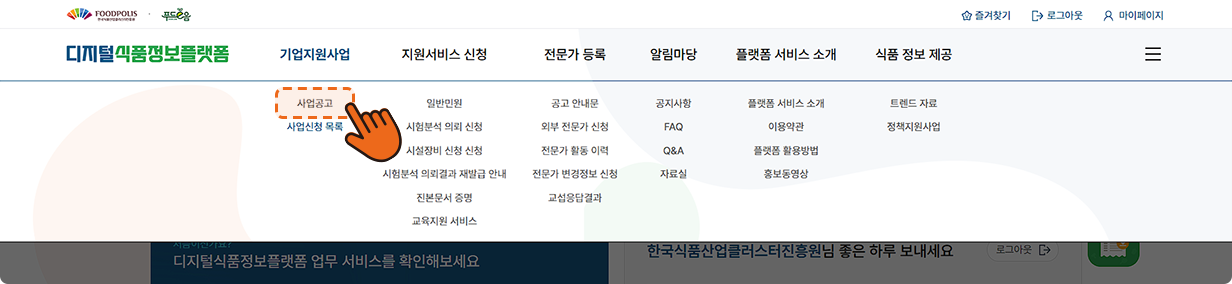 FOODPOLIS
한국식품산업클러스터진흥원
푸드e음
즐겨찾기
로그아웃
마이페이지
디지털식품정보플랫폼
기업지원사업
지원서비스 신청
전문가 등록
알림마당
플랫폼 서비스 소개
식품 정보 제공
사업공고
사업신청 목록
일반민원
시험분석 의뢰 신청
시설장비 신청 신청
시험분석 의뢰결과 재발급 안내
진본문서 증명
교육지원 서비스
공고 안내문
외부 전문가 신청
전문가 활동 이력
전문가 변경정보 신청
교섭응답결과
공지사항
FAQ
Q&A
자료실
플랫폼 서비스 소개
이용약관
플랫폼 활용방법
홍보동영상
트렌드 자료
정책지원사업
처음이신가요?
디지털식품정보플랫폼 업무 서비스를 확인해보세요
한국식품산업클러스터진흥원님 좋은 하루 보내세요
로그아웃